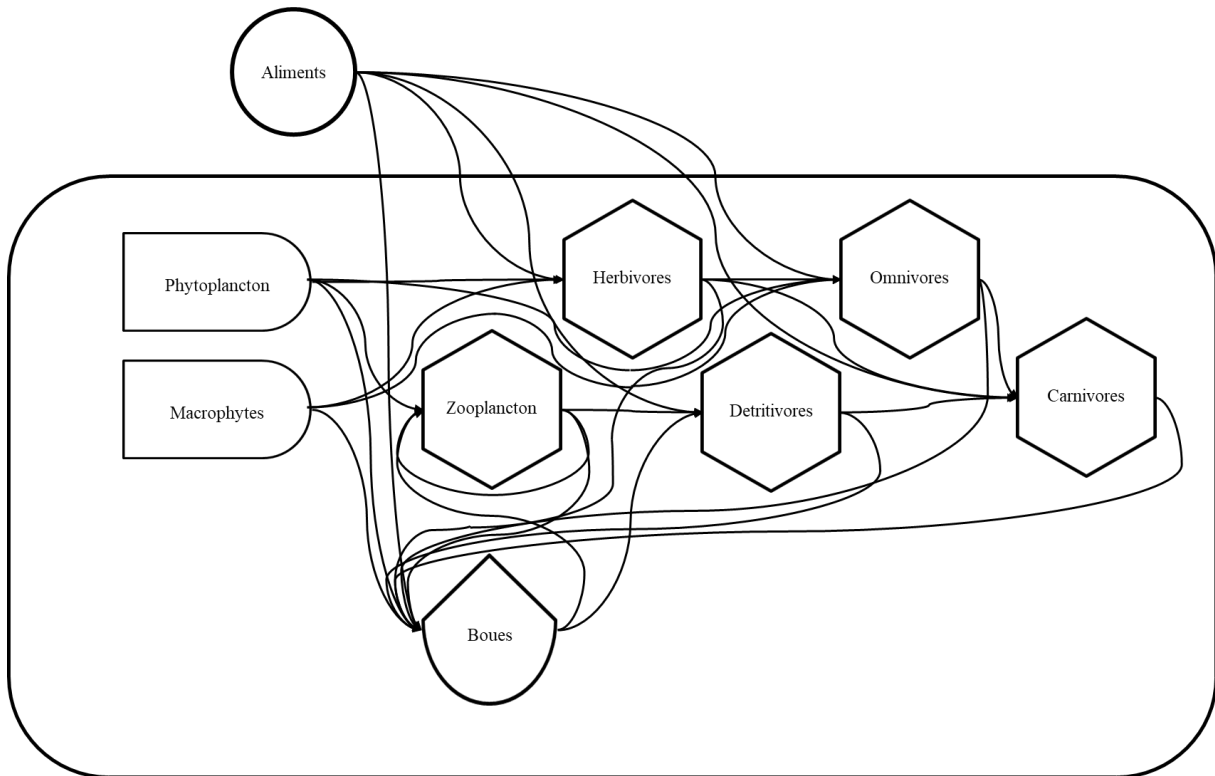 Aliments
Phytoplancton
Herbivores
Omnivores
Macrophytes
Zooplancton
Detritivores
Carnivores
Boues